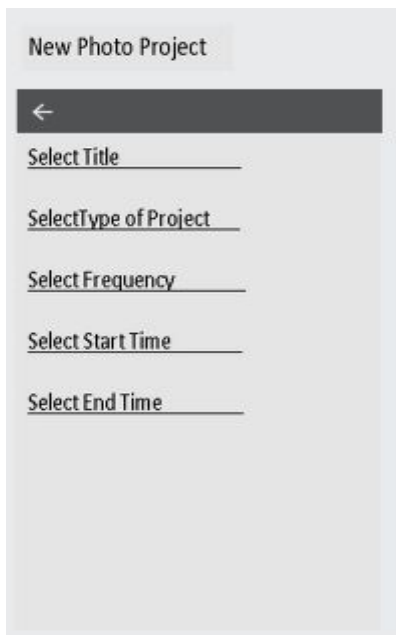 New Photo Project
Select Title
SelectType of Project
Select Frequency
Select Start Time
Select End Time